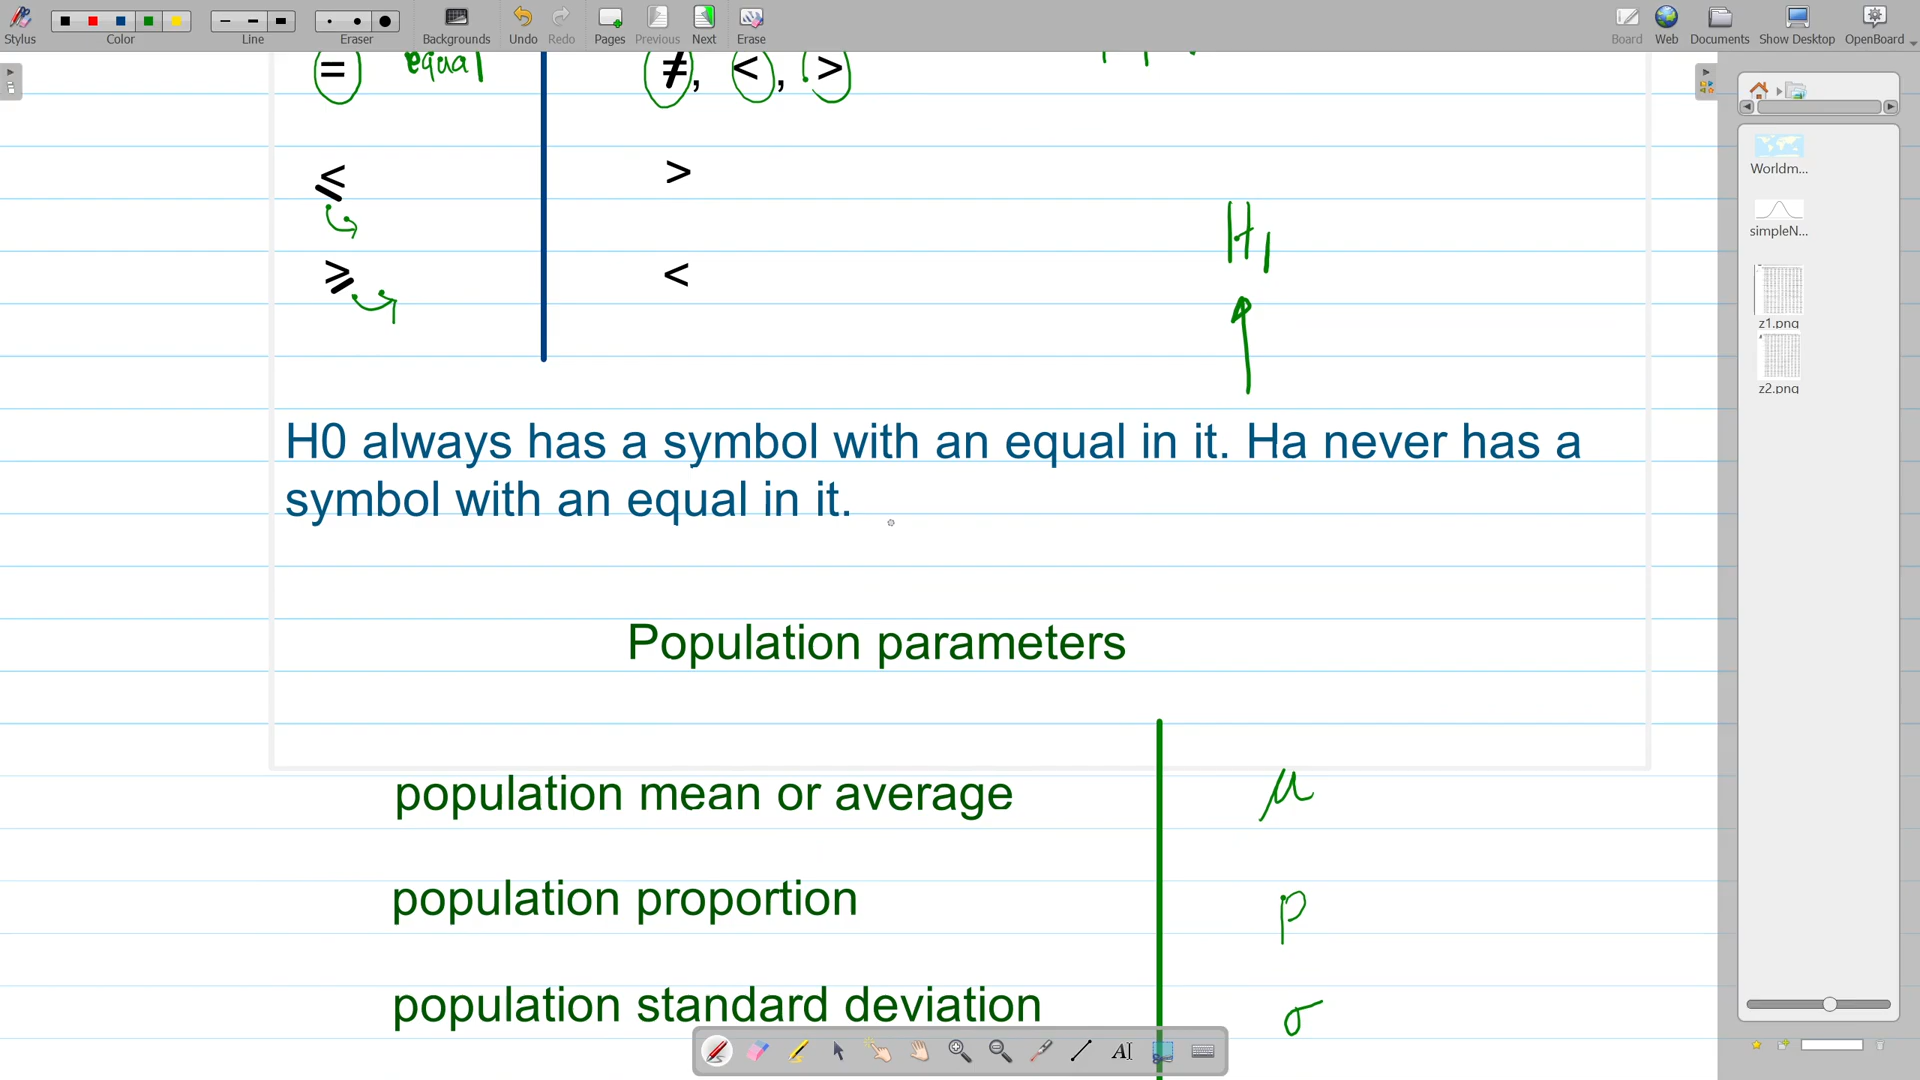 Stylus Color Line Eraser Backgrounds Undo Redo Pages Previous Next Erase Board Web Documents Show Desktop OpenBoard
= equal ≠, <, >
≤ >
≥ <
H1
H0 always has a symbol with an equal in it. Ha never has a
symbol with an equal in it.
Population parameters
population mean or average μ
population proportion p
population standard deviation σ
Worldm...
simpleN...
z1.png
z2.png